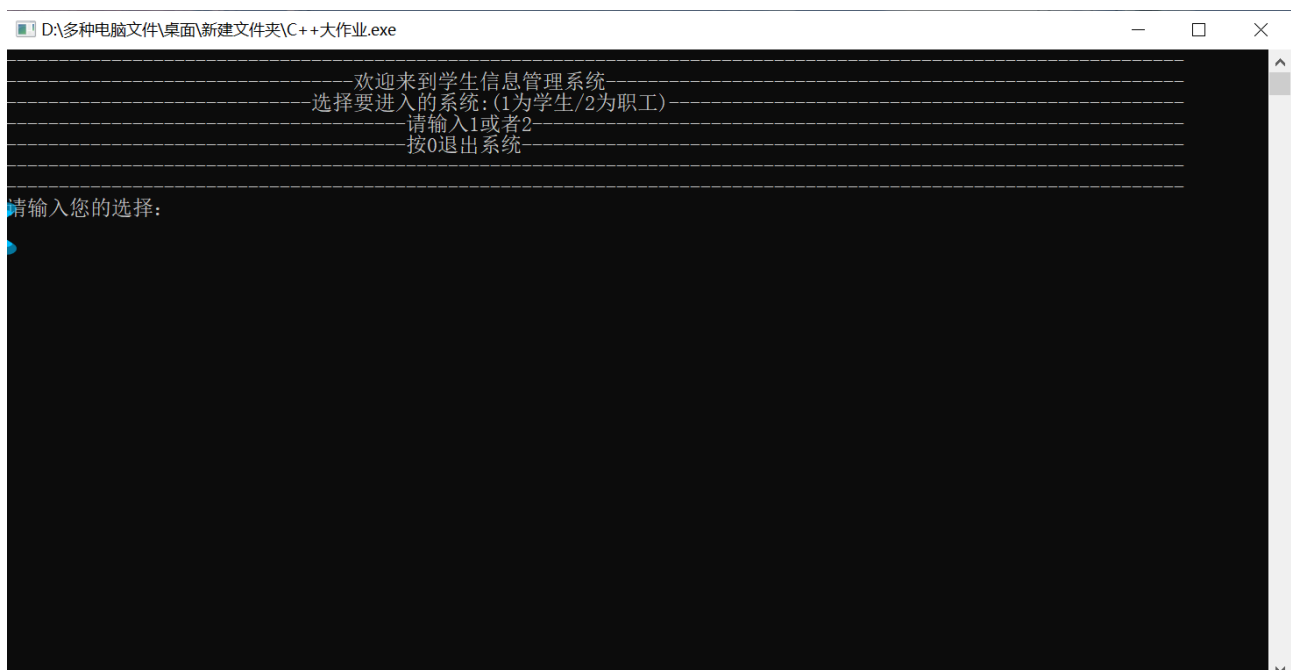 D:\多种电脑文件\桌面\新建文件夹\C++大作业.exe
----------------------------------------------------------------------------------------------------------------
---------------------------------欢迎来到学生信息管理系统-------------------------------------------------------
-----------------------------选择要进入的系统:(1为学生/2为职工)-------------------------------------------------
--------------------------------------请输入1或者2--------------------------------------------------------------
--------------------------------------按0退出系统---------------------------------------------------------------
----------------------------------------------------------------------------------------------------------------
----------------------------------------------------------------------------------------------------------------
请输入您的选择: